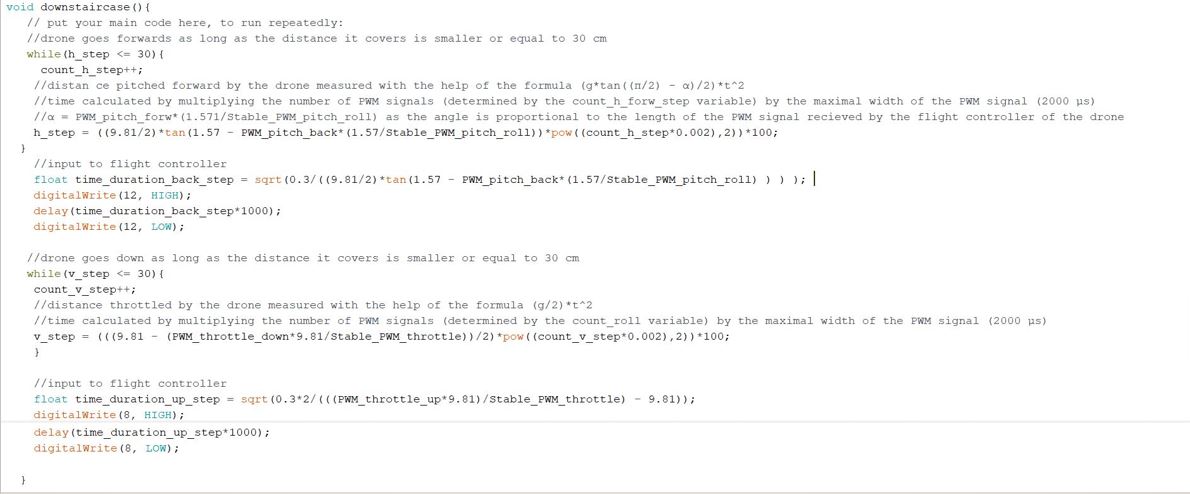 void downstaircase(){
// put your main code here, to run repeatedly:
//drone goes forwards as long as the distance it covers is smaller or equal to 30 cm
while(h_step <= 30){
count_h_step++;
//distan ce pitched forward by the drone measured with the help of the formula (g*tan((π/2) - α)/2)*t^2
//time calculated by multiplying the number of PWM signals (determined by the count_h_forw_step variable) by the maximal width of the PWM signal (2000 µs)
//α = PWM_pitch_forw*(1.571/Stable_PWM_pitch_roll) as the angle is proportional to the length of the PWM signal recieved by the flight controller of the drone
h_step = ((9.81/2)*tan(1.57 - PWM_pitch_back*(1.57/Stable_PWM_pitch_roll))*pow((count_h_step*0.002),2))*100;
}
//input to flight controller
float time_duration_back_step = sqrt(0.3/((9.81/2)*tan(1.57 - PWM_pitch_back*(1.57/Stable_PWM_pitch_roll) ) ) );
digitalWrite(12, HIGH);
delay(time_duration_back_step*1000);
digitalWrite(12, LOW);
//drone goes down as long as the distance it covers is smaller or equal to 30 cm
while(v_step <= 30){
count_v_step++;
//distance throttled by the drone measured with the help of the formula (g/2)*t^2
//time calculated by multiplying the number of PWM signals (determined by the count_roll variable) by the maximal width of the PWM signal (2000 µs)
v_step = (((9.81 - (PWM_throttle_down*9.81/Stable_PWM_throttle))/2)*pow((count_v_step*0.002),2))*100;
}
//input to flight controller
float time_duration_up_step = sqrt(0.3*2/(((PWM_throttle_up*9.81)/Stable_PWM_throttle) - 9.81));
digitalWrite(8, HIGH);
delay(time_duration_up_step*1000);
digitalWrite(8, LOW);
}